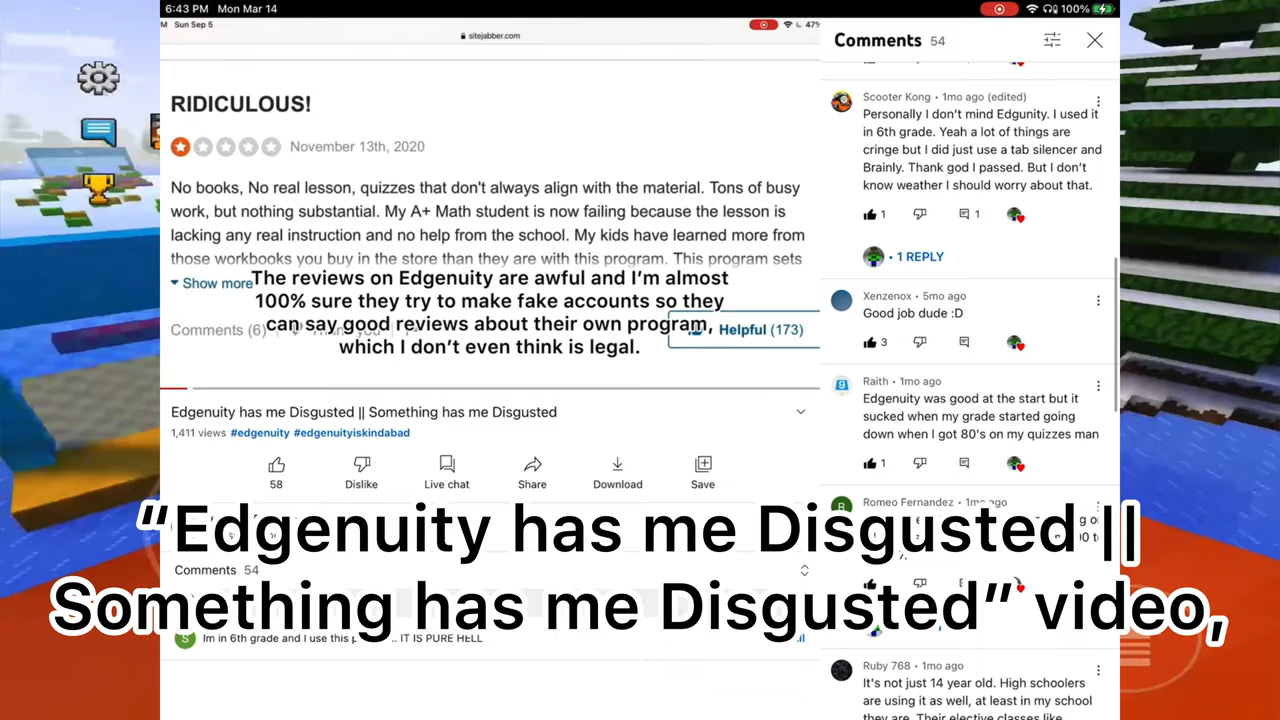 6:43 PM Mon Mar 14
100%
M Sun Sep 5
sitejabber.com
47%
RIDICULOUS!
November 13th, 2020
No books, No real lesson, quizzes that don't always align with the material. Tons of busy
work, but nothing substantial. My A+ Math student is now failing because the lesson is
lacking any real instruction and no help from the school. My kids have learned more from
those workbooks you buy in the store than they are with this program. This program sets
Show more
The reviews on Edgenuity are awful and I'm almost
100% sure they try to make fake accounts so they
can say good reviews about their own program,
which I don't even think is legal.
Comments (6)
Helpful (173)
Edgenuity has me Disgusted || Something has me Disgusted
1,411 views #edgenuity #edgenuityiskindabad
58
Dislike
Live chat
Share
Download
Save
Comments 54
Im in 6th grade and I use this p .. IT IS PURE HELL
Comments 54
Scooter Kong • 1mo ago (edited)
Personally I don't mind Edgunity. I used it
in 6th grade. Yeah a lot of things are
cringe but I did just use a tab silencer and
Brainly. Thank god I passed. But I don't
know weather I should worry about that.
1
1
• 1 REPLY
Xenzenox • 5mo ago
Good job dude :D
3
Raith • 1mo ago
Edgenuity was good at the start but it
sucked when my grade started going
down when I got 80's on my quizzes man
1
Romeo Fernandez • 1mo ago
Ruby 768 • 1mo ago
It's not just 14 year old. High schoolers
are using it as well, at least in my school
they are. Their elective classes like
“Edgenuity has me Disgusted ||
Something has me Disgusted” video,